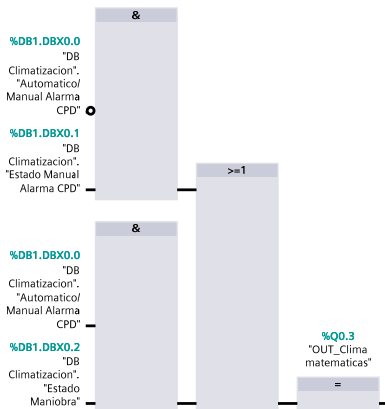 &
%DB1.DBX0.0
"DB
Climatizacion".
"Automatico/
Manual Alarma
CPD"
%DB1.DBX0.1
"DB
Climatizacion".
"Estado Manual
Alarma CPD"
>=1
&
%DB1.DBX0.0
"DB
Climatizacion".
"Automatico/
Manual Alarma
CPD"
%DB1.DBX0.2
"DB
Climatizacion".
"Estado
Maniobra"
%Q0.3
"OUT_Clima
matematicas"
=